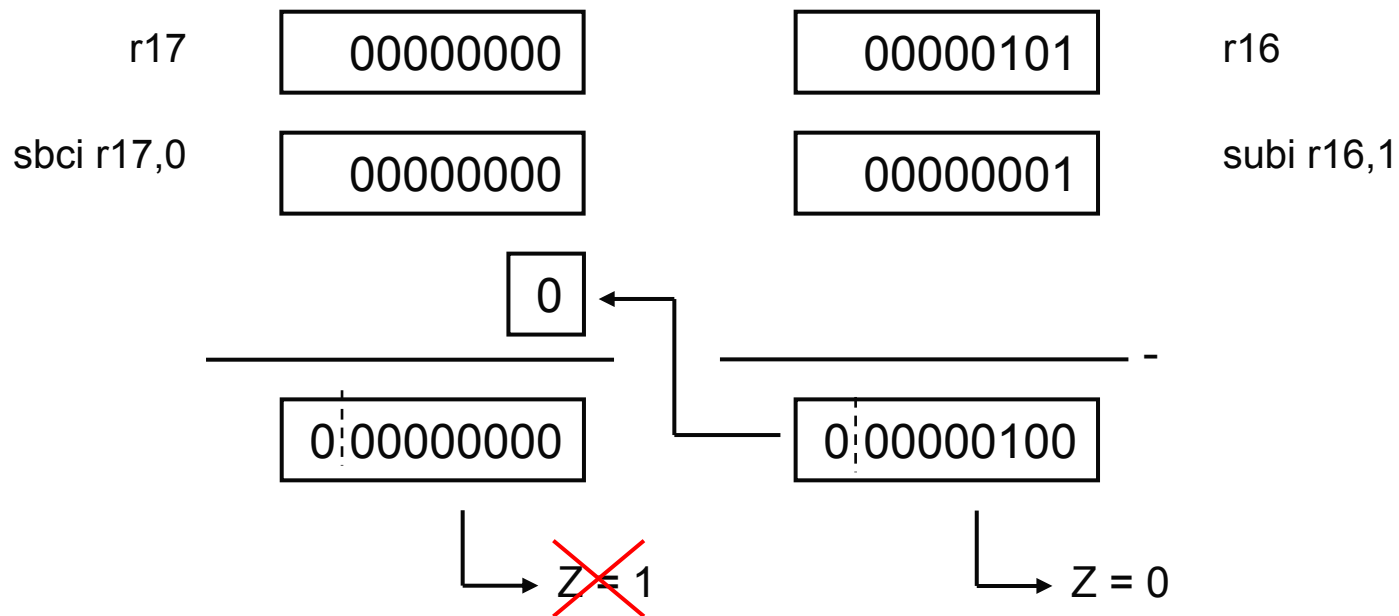 r17 00000000 00000101 r16
sbci r17,0 00000000 00000001 subi r16,1
0
-
0 00000000 0 00000100
Z = 1 Z = 0